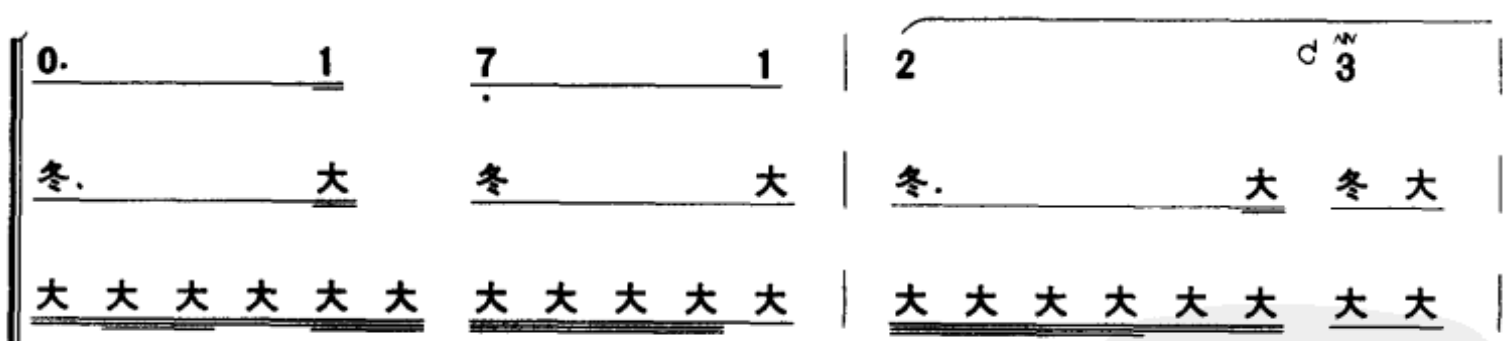 0. 1 7 1 2 3
冬、 大 冬 大 冬. 大 冬 大
大 大 大 大 大 大 大 大 大 大 大 大 大 大 大 大 大 大 大